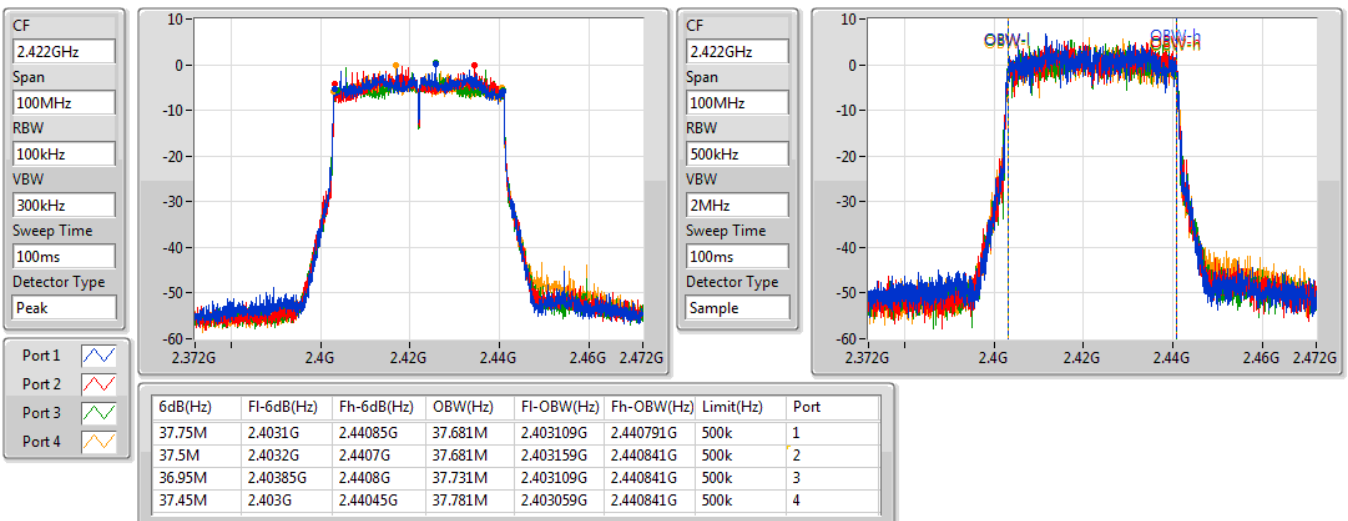 CF
2.422GHz
Span
100MHz
RBW
100kHz
VBW
300kHz
Sweep Time
100ms
Detector Type
Peak
10
0
-10
-20
-30
-40
-50
-60
2.372G 2.4G 2.42G 2.44G 2.46G 2.472G
CF
2.422GHz
Span
100MHz
RBW
500kHz
VBW
2MHz
Sweep Time
100ms
Detector Type
Sample
10
0
-10
-20
-30
-40
-50
-60
OBW-l OBW-h
2.372G 2.4G 2.42G 2.44G 2.46G 2.472G
Port 1
Port 2
Port 3
Port 4
6dB(Hz) Fl-6dB(Hz) Fh-6dB(Hz) OBW(Hz) Fl-OBW(Hz) Fh-OBW(Hz) Limit(Hz) Port
37.75M 2.4031G 2.44085G 37.681M 2.403109G 2.440791G 500k 1
37.5M 2.4032G 2.4407G 37.681M 2.403159G 2.440841G 500k 2
36.95M 2.40385G 2.4408G 37.731M 2.403109G 2.440841G 500k 3
37.45M 2.403G 2.44045G 37.781M 2.403059G 2.440841G 500k 4